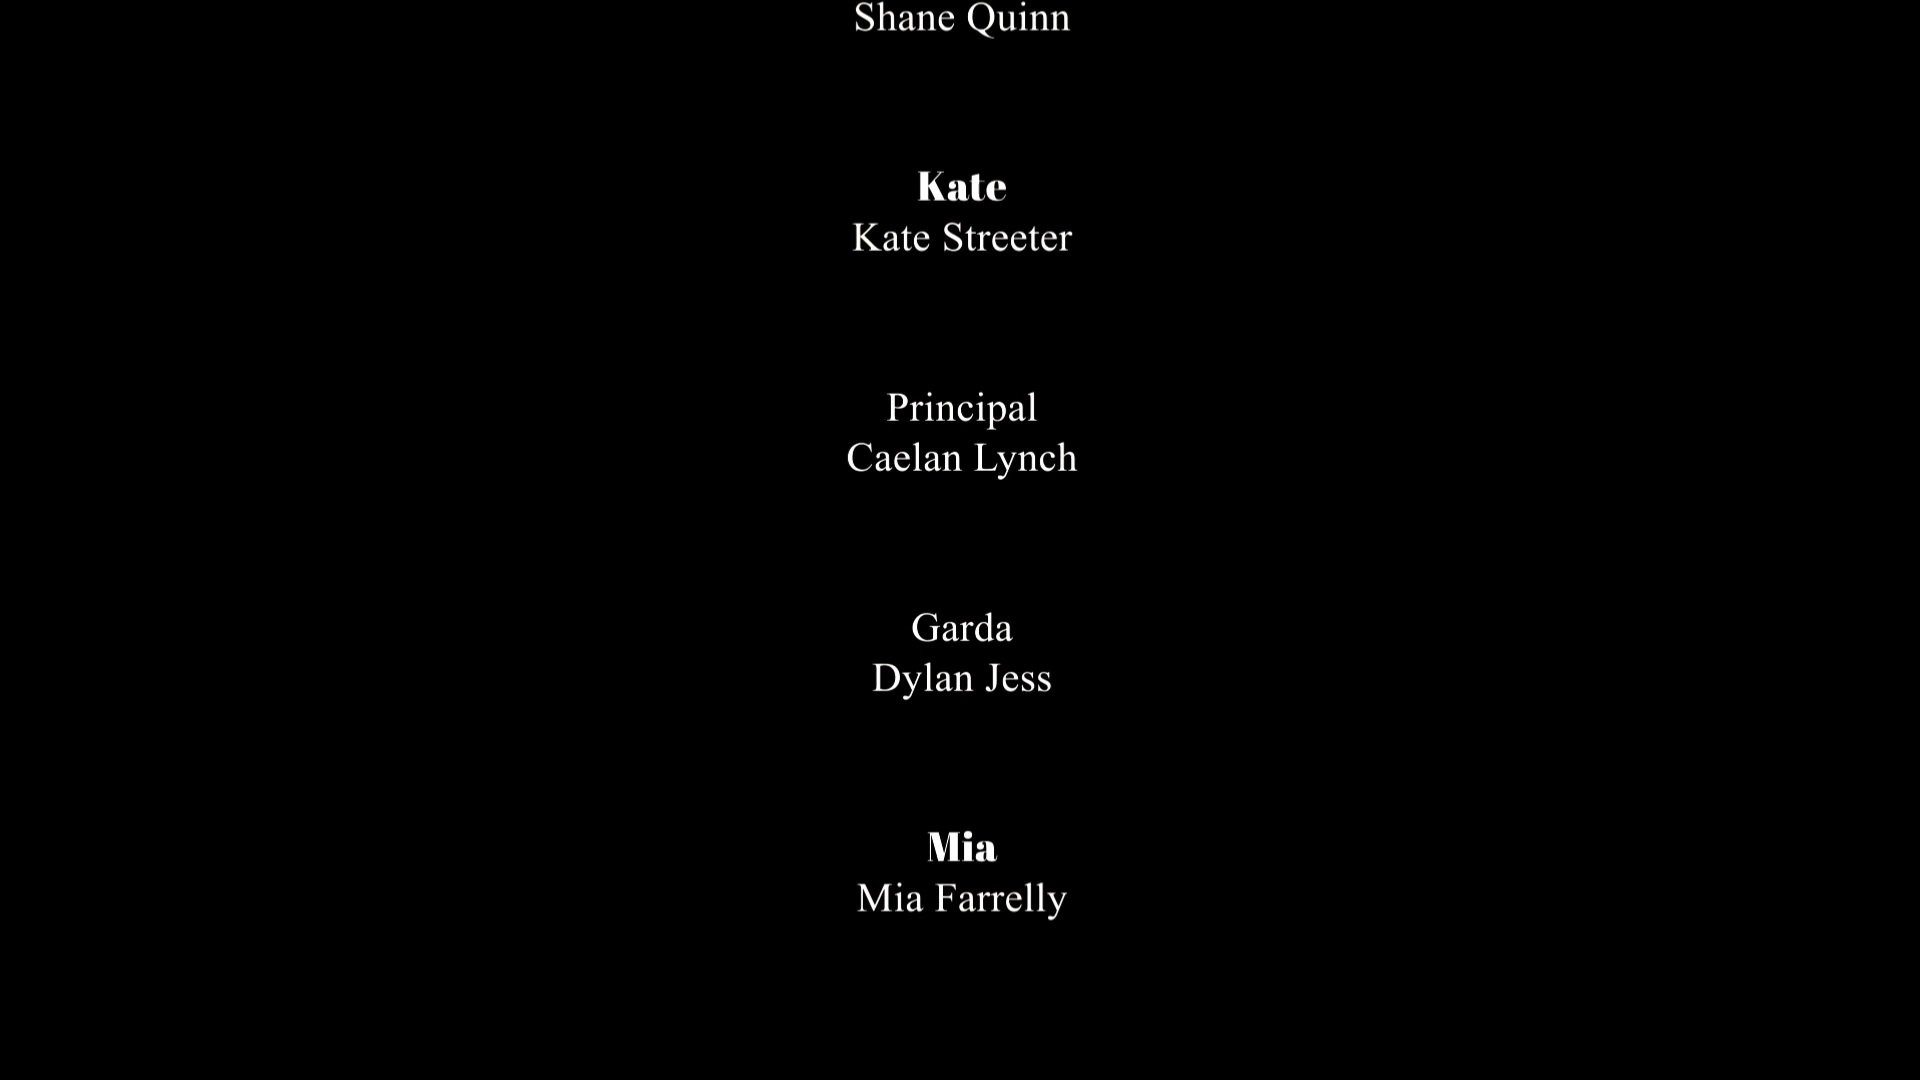 Shane Quinn
Kate
Kate Streeter
Principal
Caelan Lynch
Garda
Dylan Jess
Mia
Mia Farrelly